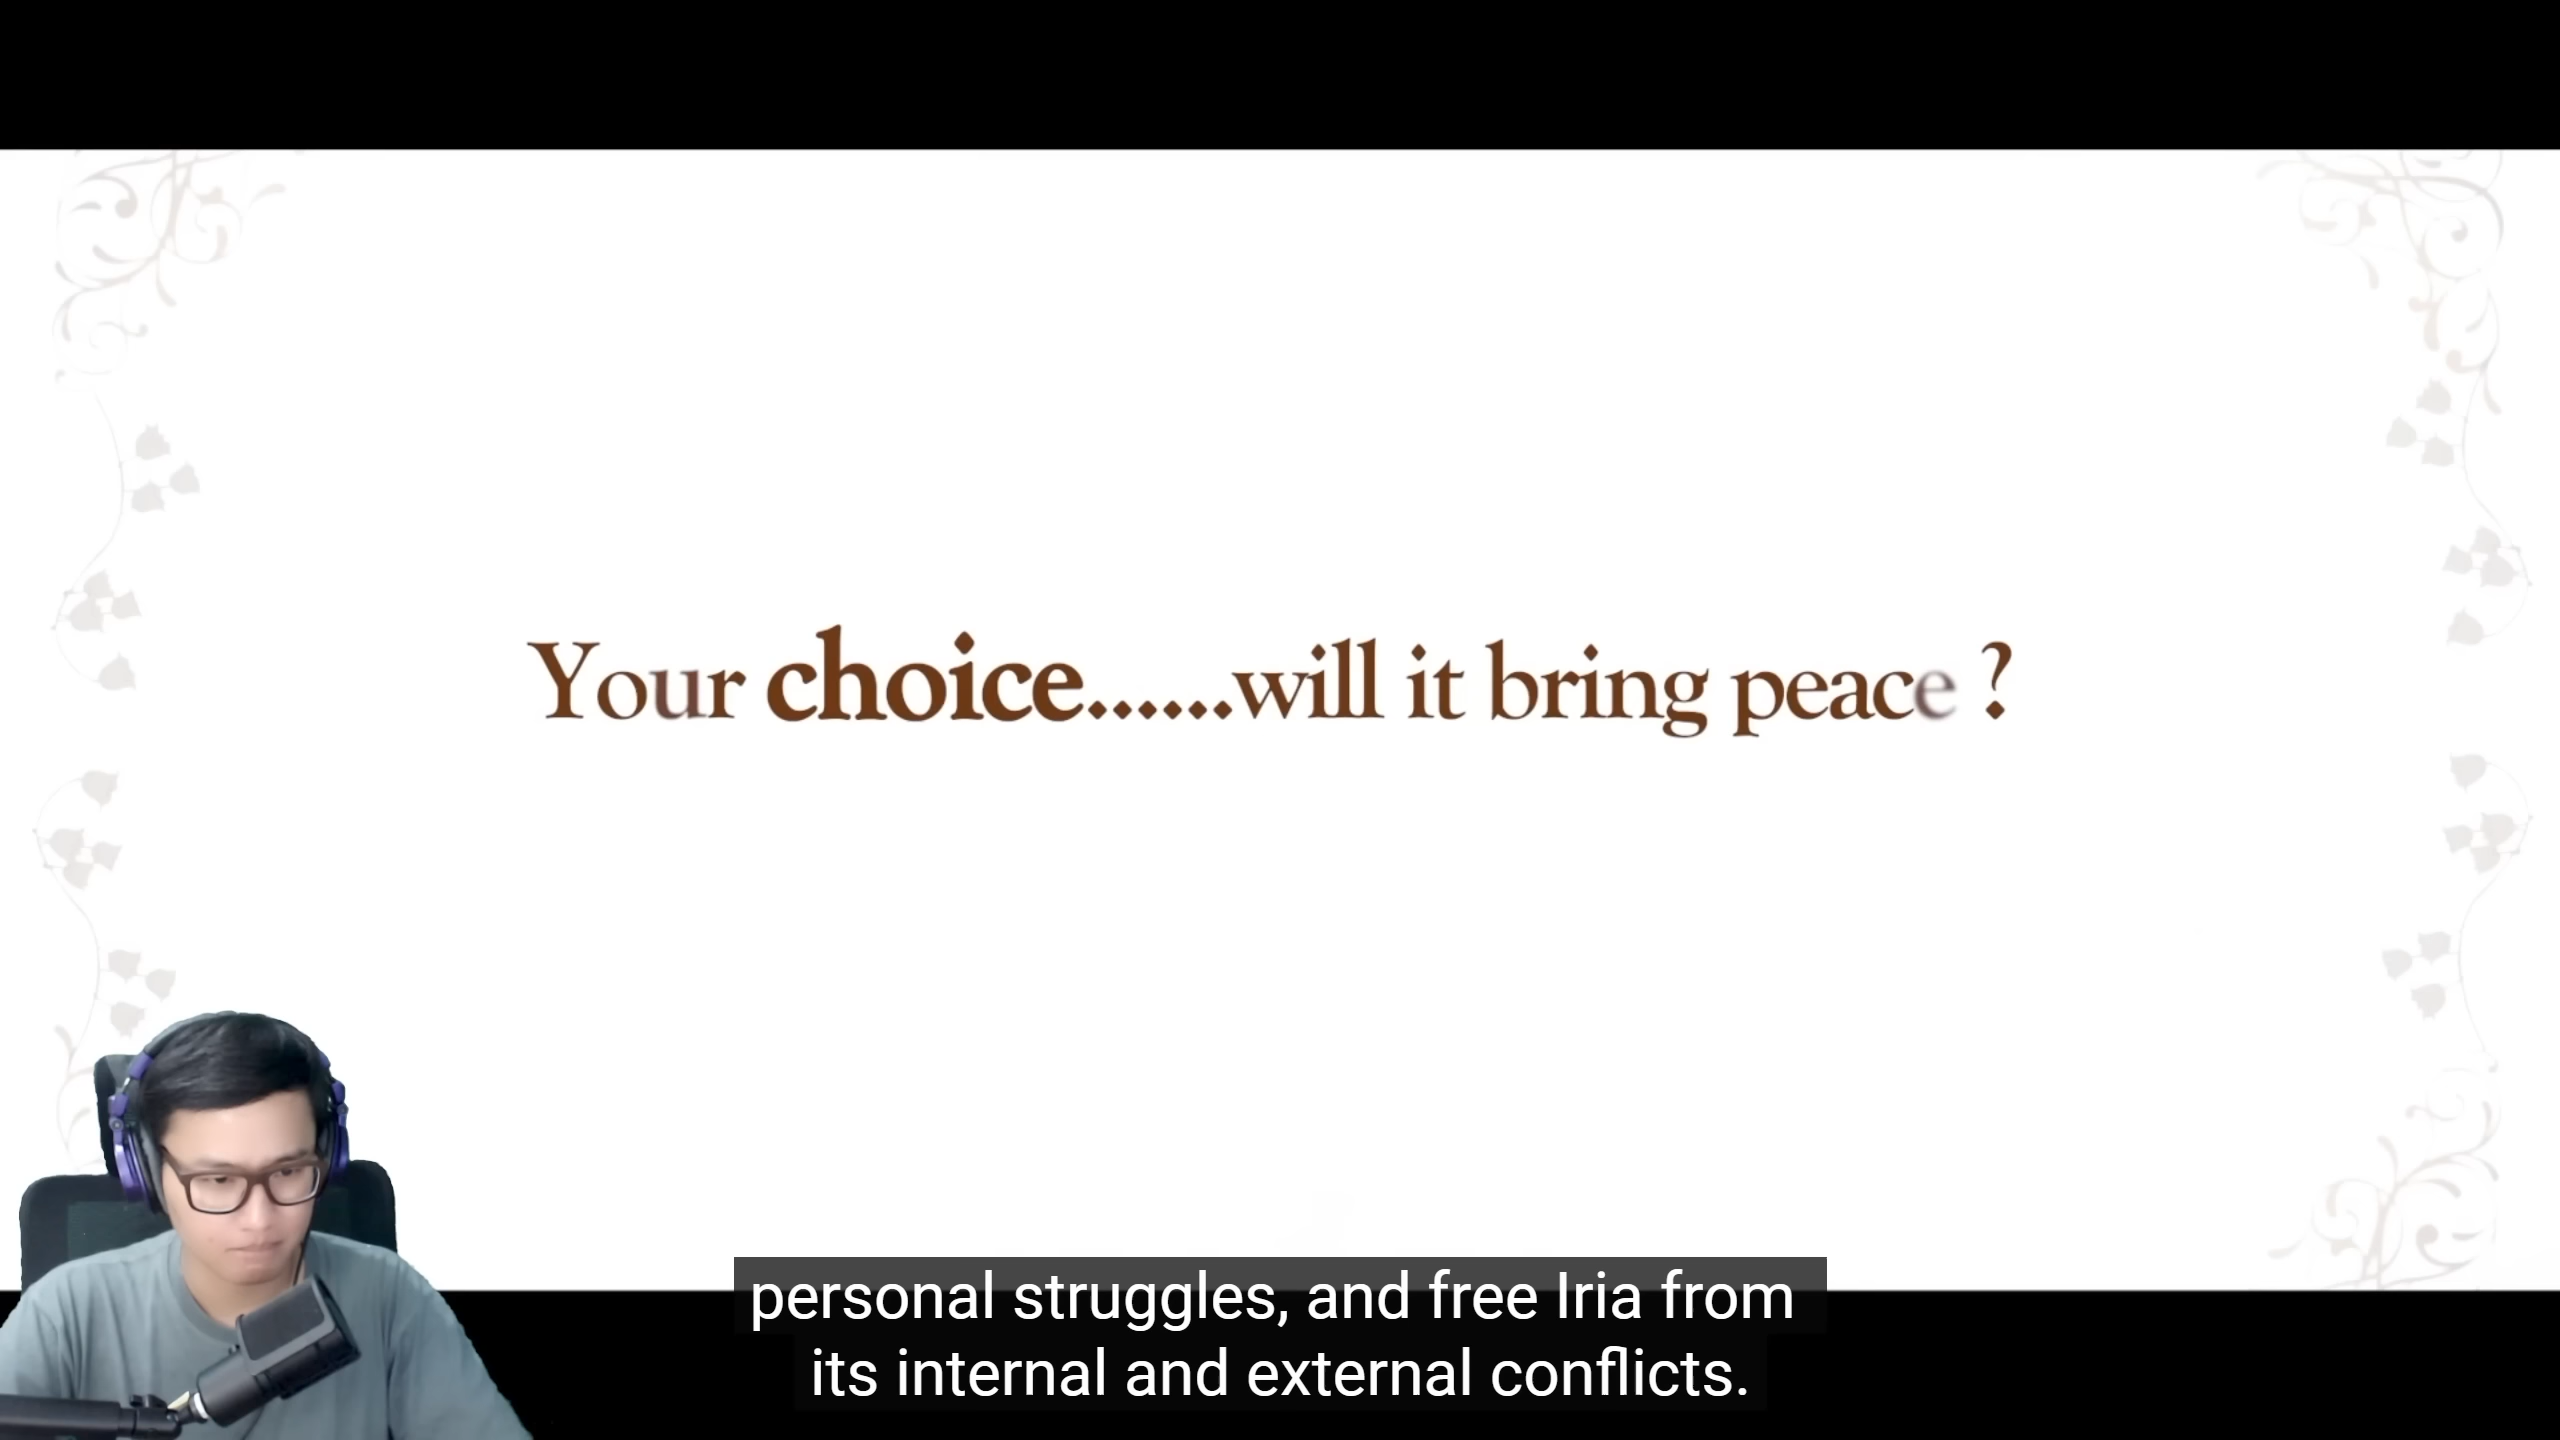 Your choice......will it bring peace ?
personal struggles, and free Iria from
its internal and external conflicts.